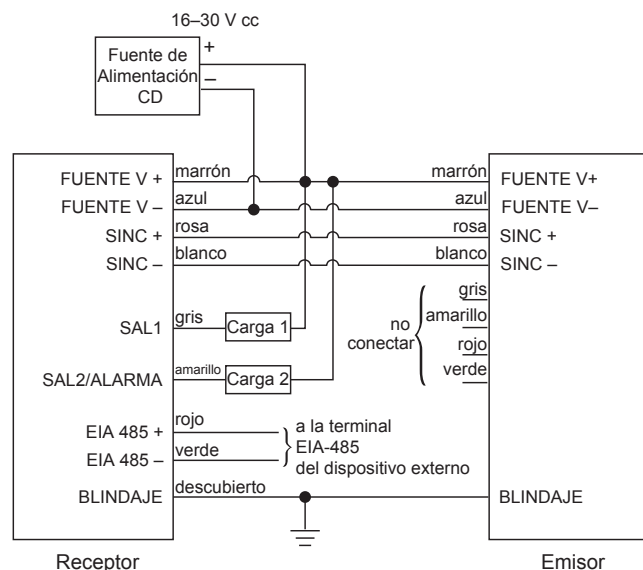 16–30 V cc
Fuente de
Alimentación
CD
+
–
FUENTE V +
FUENTE V –
SINC +
SINC –
SAL1
SAL2/ALARMA
EIA 485 +
EIA 485 –
BLINDAJE
marrón
azul
rosa
blanco
gris
Carga 1
amarillo
Carga 2
rojo
verde
a la terminal
EIA-485
del dispositivo externo
descubierto
marrón
azul
rosa
blanco
gris
amarillo
rojo
verde
no
conectar
FUENTE V+
FUENTE V–
SINC +
SINC –
BLINDAJE
Receptor
Emisor